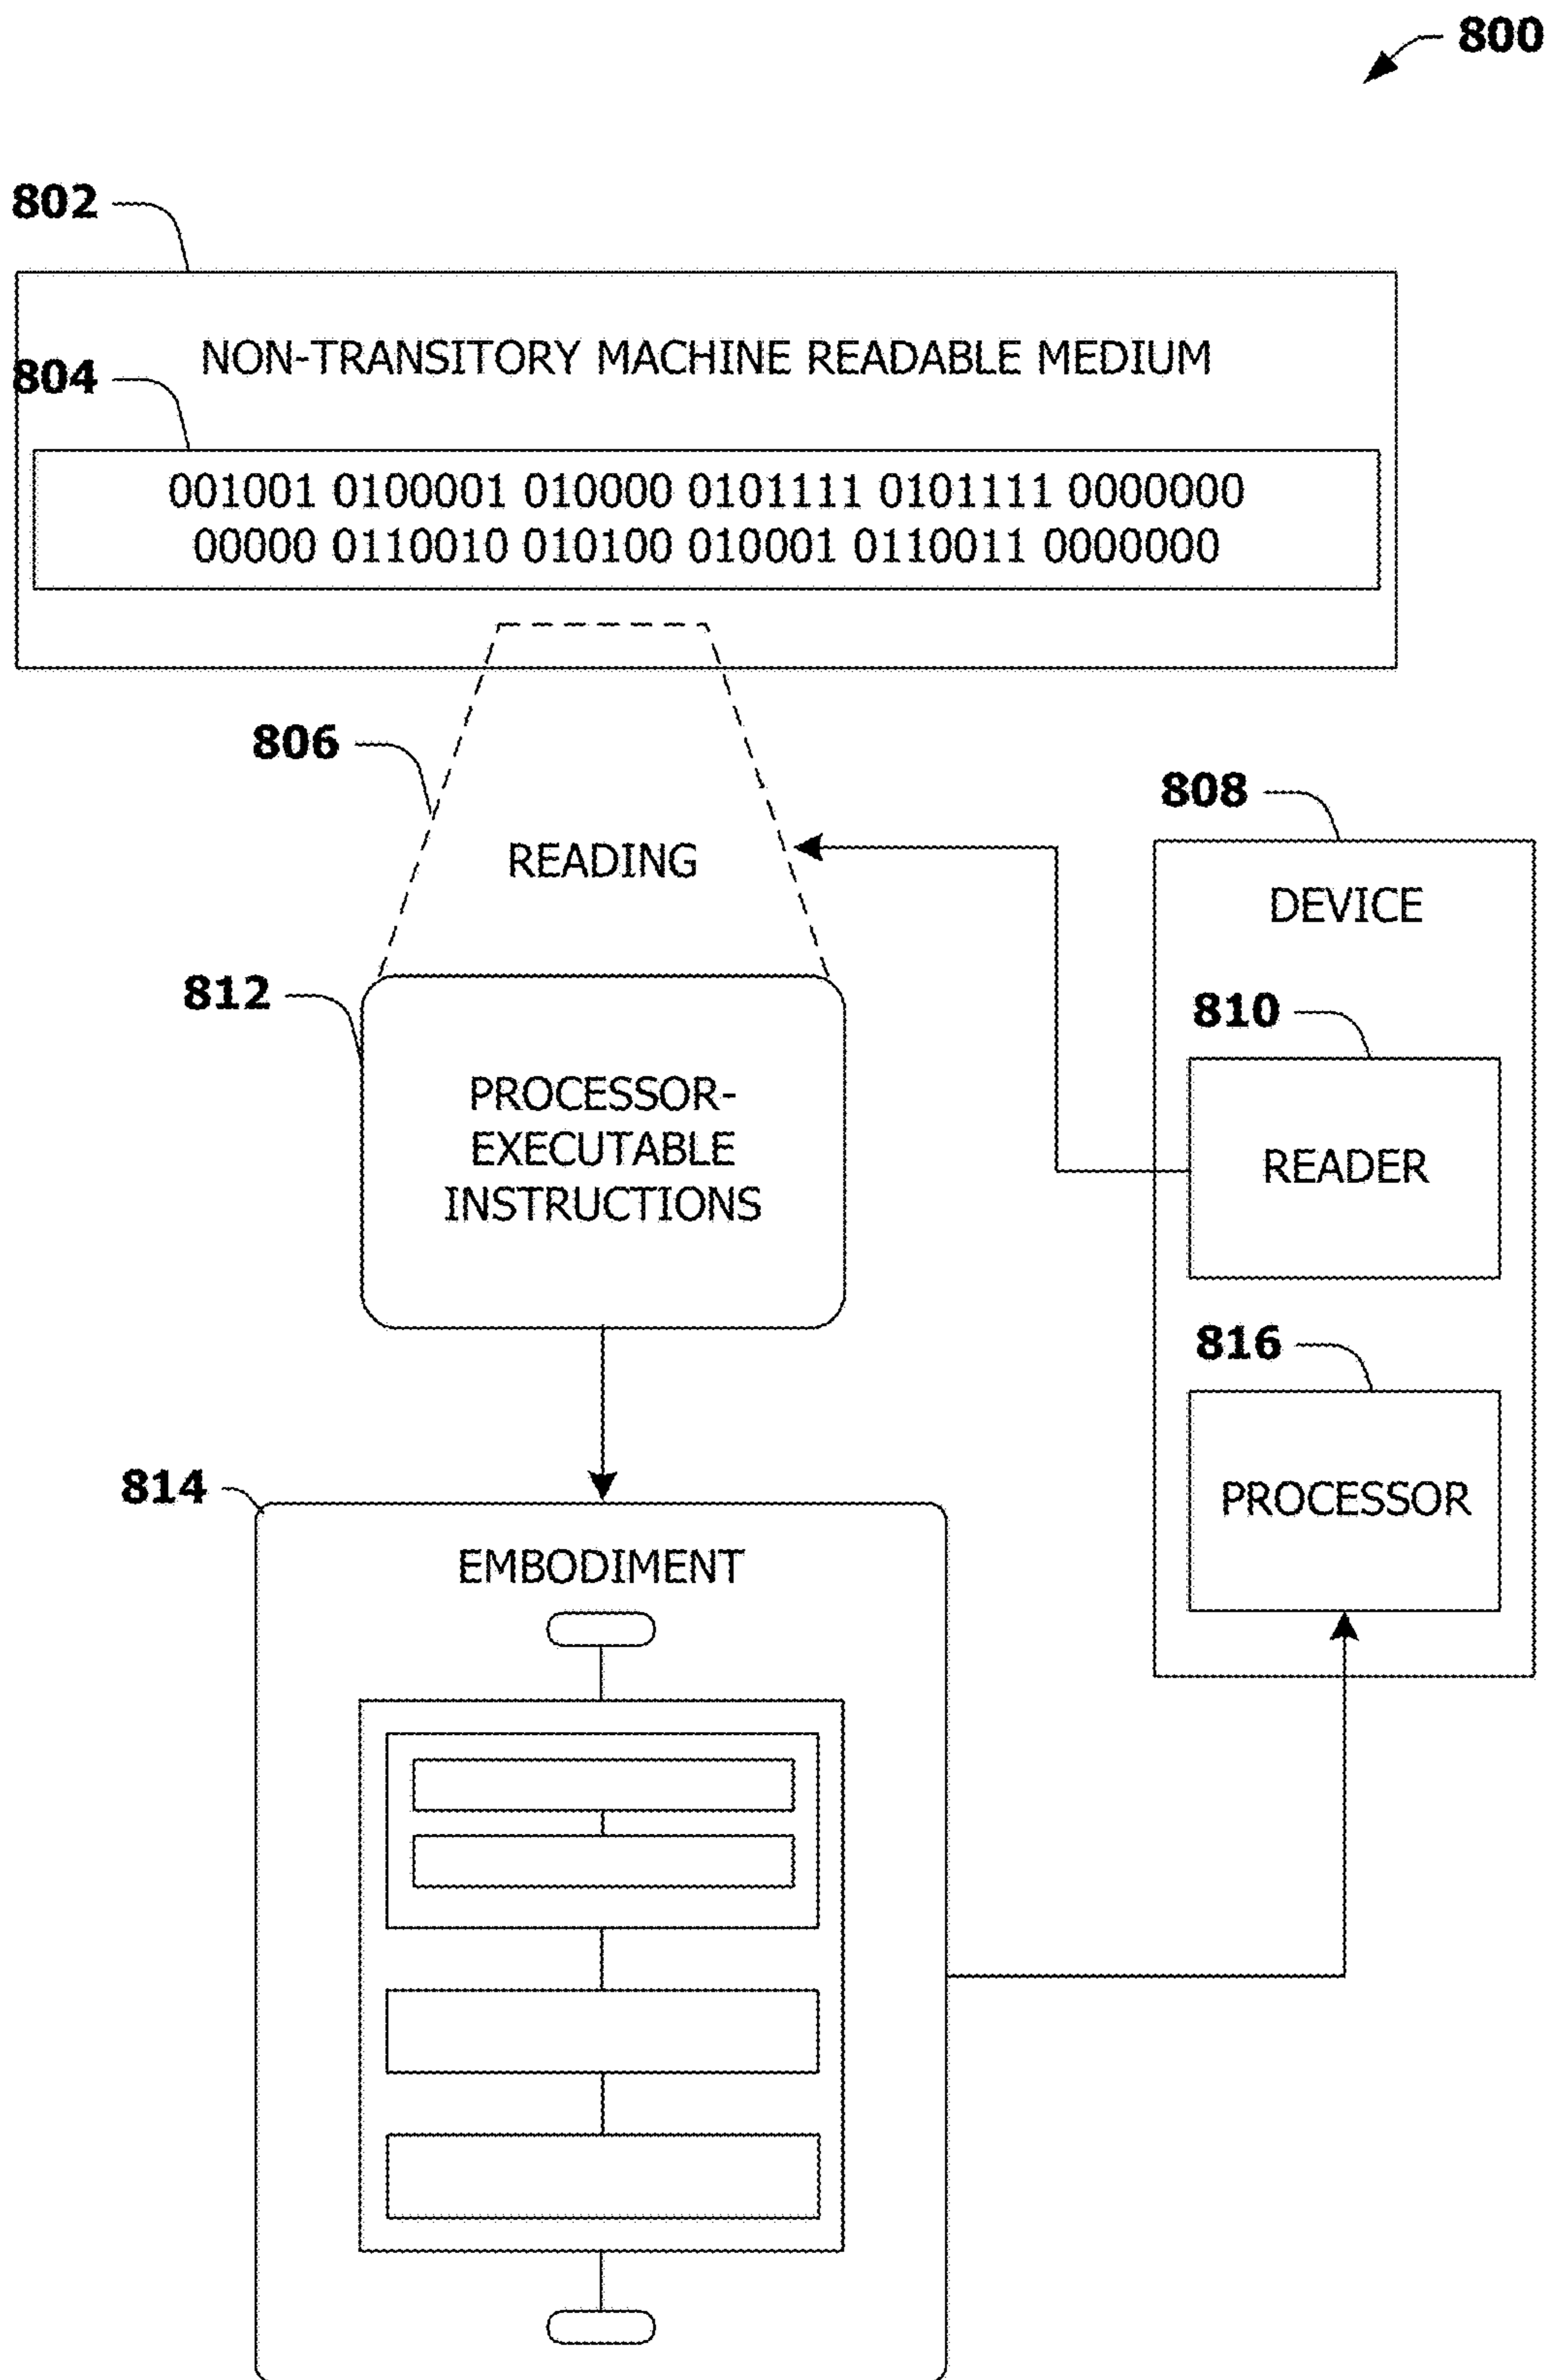 800
802
NON-TRANSITORY MACHINE READABLE MEDIUM
804
001001 0100001 010000 0101111 0101111 0000000
00000 0110010 010100 010001 0110011 0000000
806
READING
808
DEVICE
810
READER
812
PROCESSOR-
EXECUTABLE
INSTRUCTIONS
816
PROCESSOR
814
EMBODIMENT